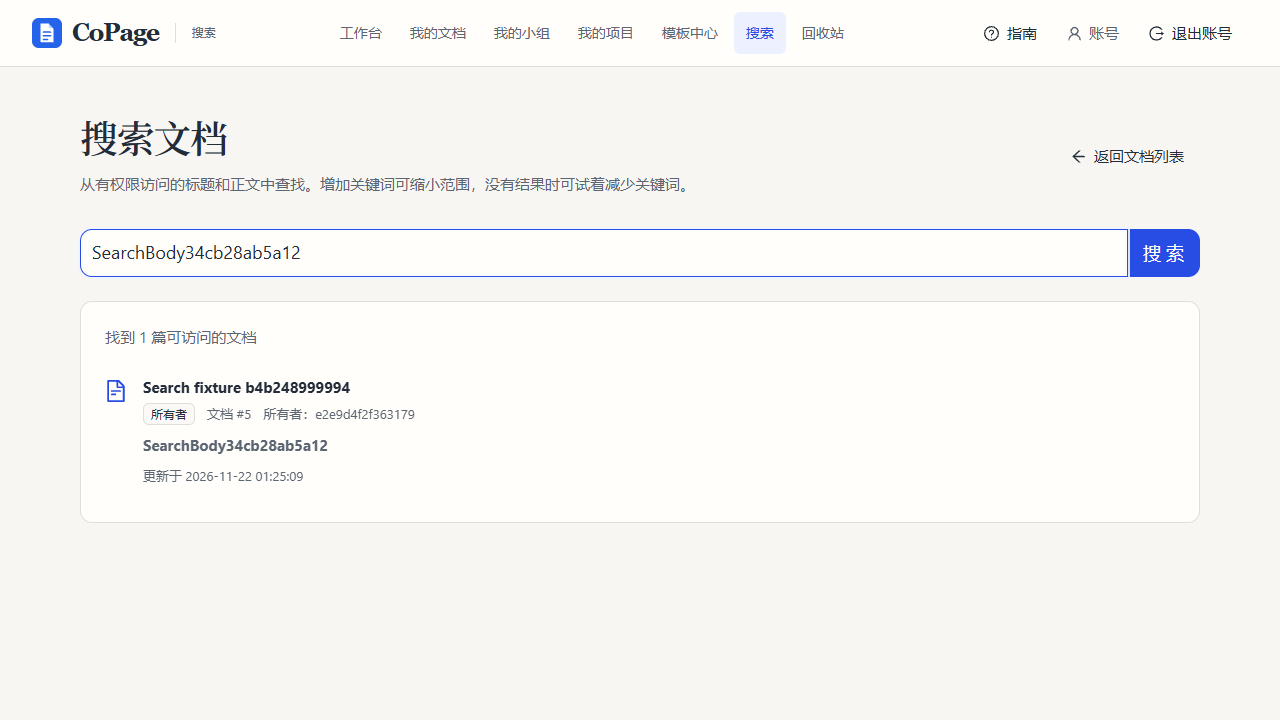 CoPage 搜索 工作台 我的文档 我的小组 我的项目 模板中心 搜索 回收站 指南 账号 退出账号
搜索文档
返回文档列表
从有权限访问的标题和正文中查找。增加关键词可缩小范围，没有结果时可试着减少关键词。
SearchBody34cb28ab5a12 搜 索
找到 1 篇可访问的文档
Search fixture b4b248999994
所有者 文档 #5 所有者：e2e9d4f2f363179
SearchBody34cb28ab5a12
更新于 2026-11-22 01:25:09